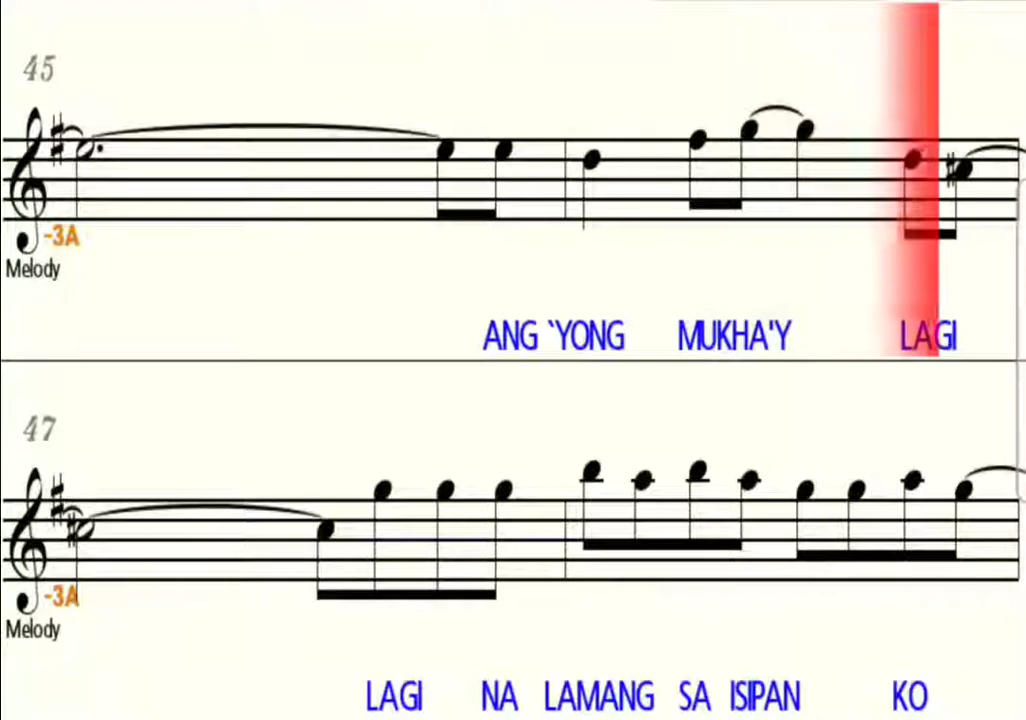 45
-3A
Melody
ANG `YONG MUKHA'Y LAGI
47
-3A
Melody
LAGI NA LAMANG SA ISIPAN KO